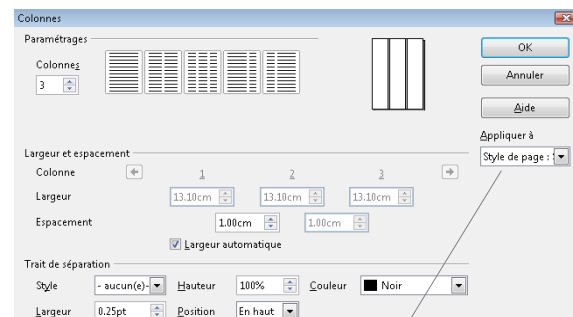 Colonnes
Paramétrages
Colonnes
3
OK
Annuler
Aide
Appliquer à
Style de page :
Largeur et espacement
Colonne 1 2 3
Largeur 13.10cm 13.10cm 13.10cm
Espacement 1.00cm 1.00cm
Largeur automatique
Trait de séparation
Style - aucun(e)- Hauteur 100% Couleur Noir
Largeur 0.25pt Position En haut